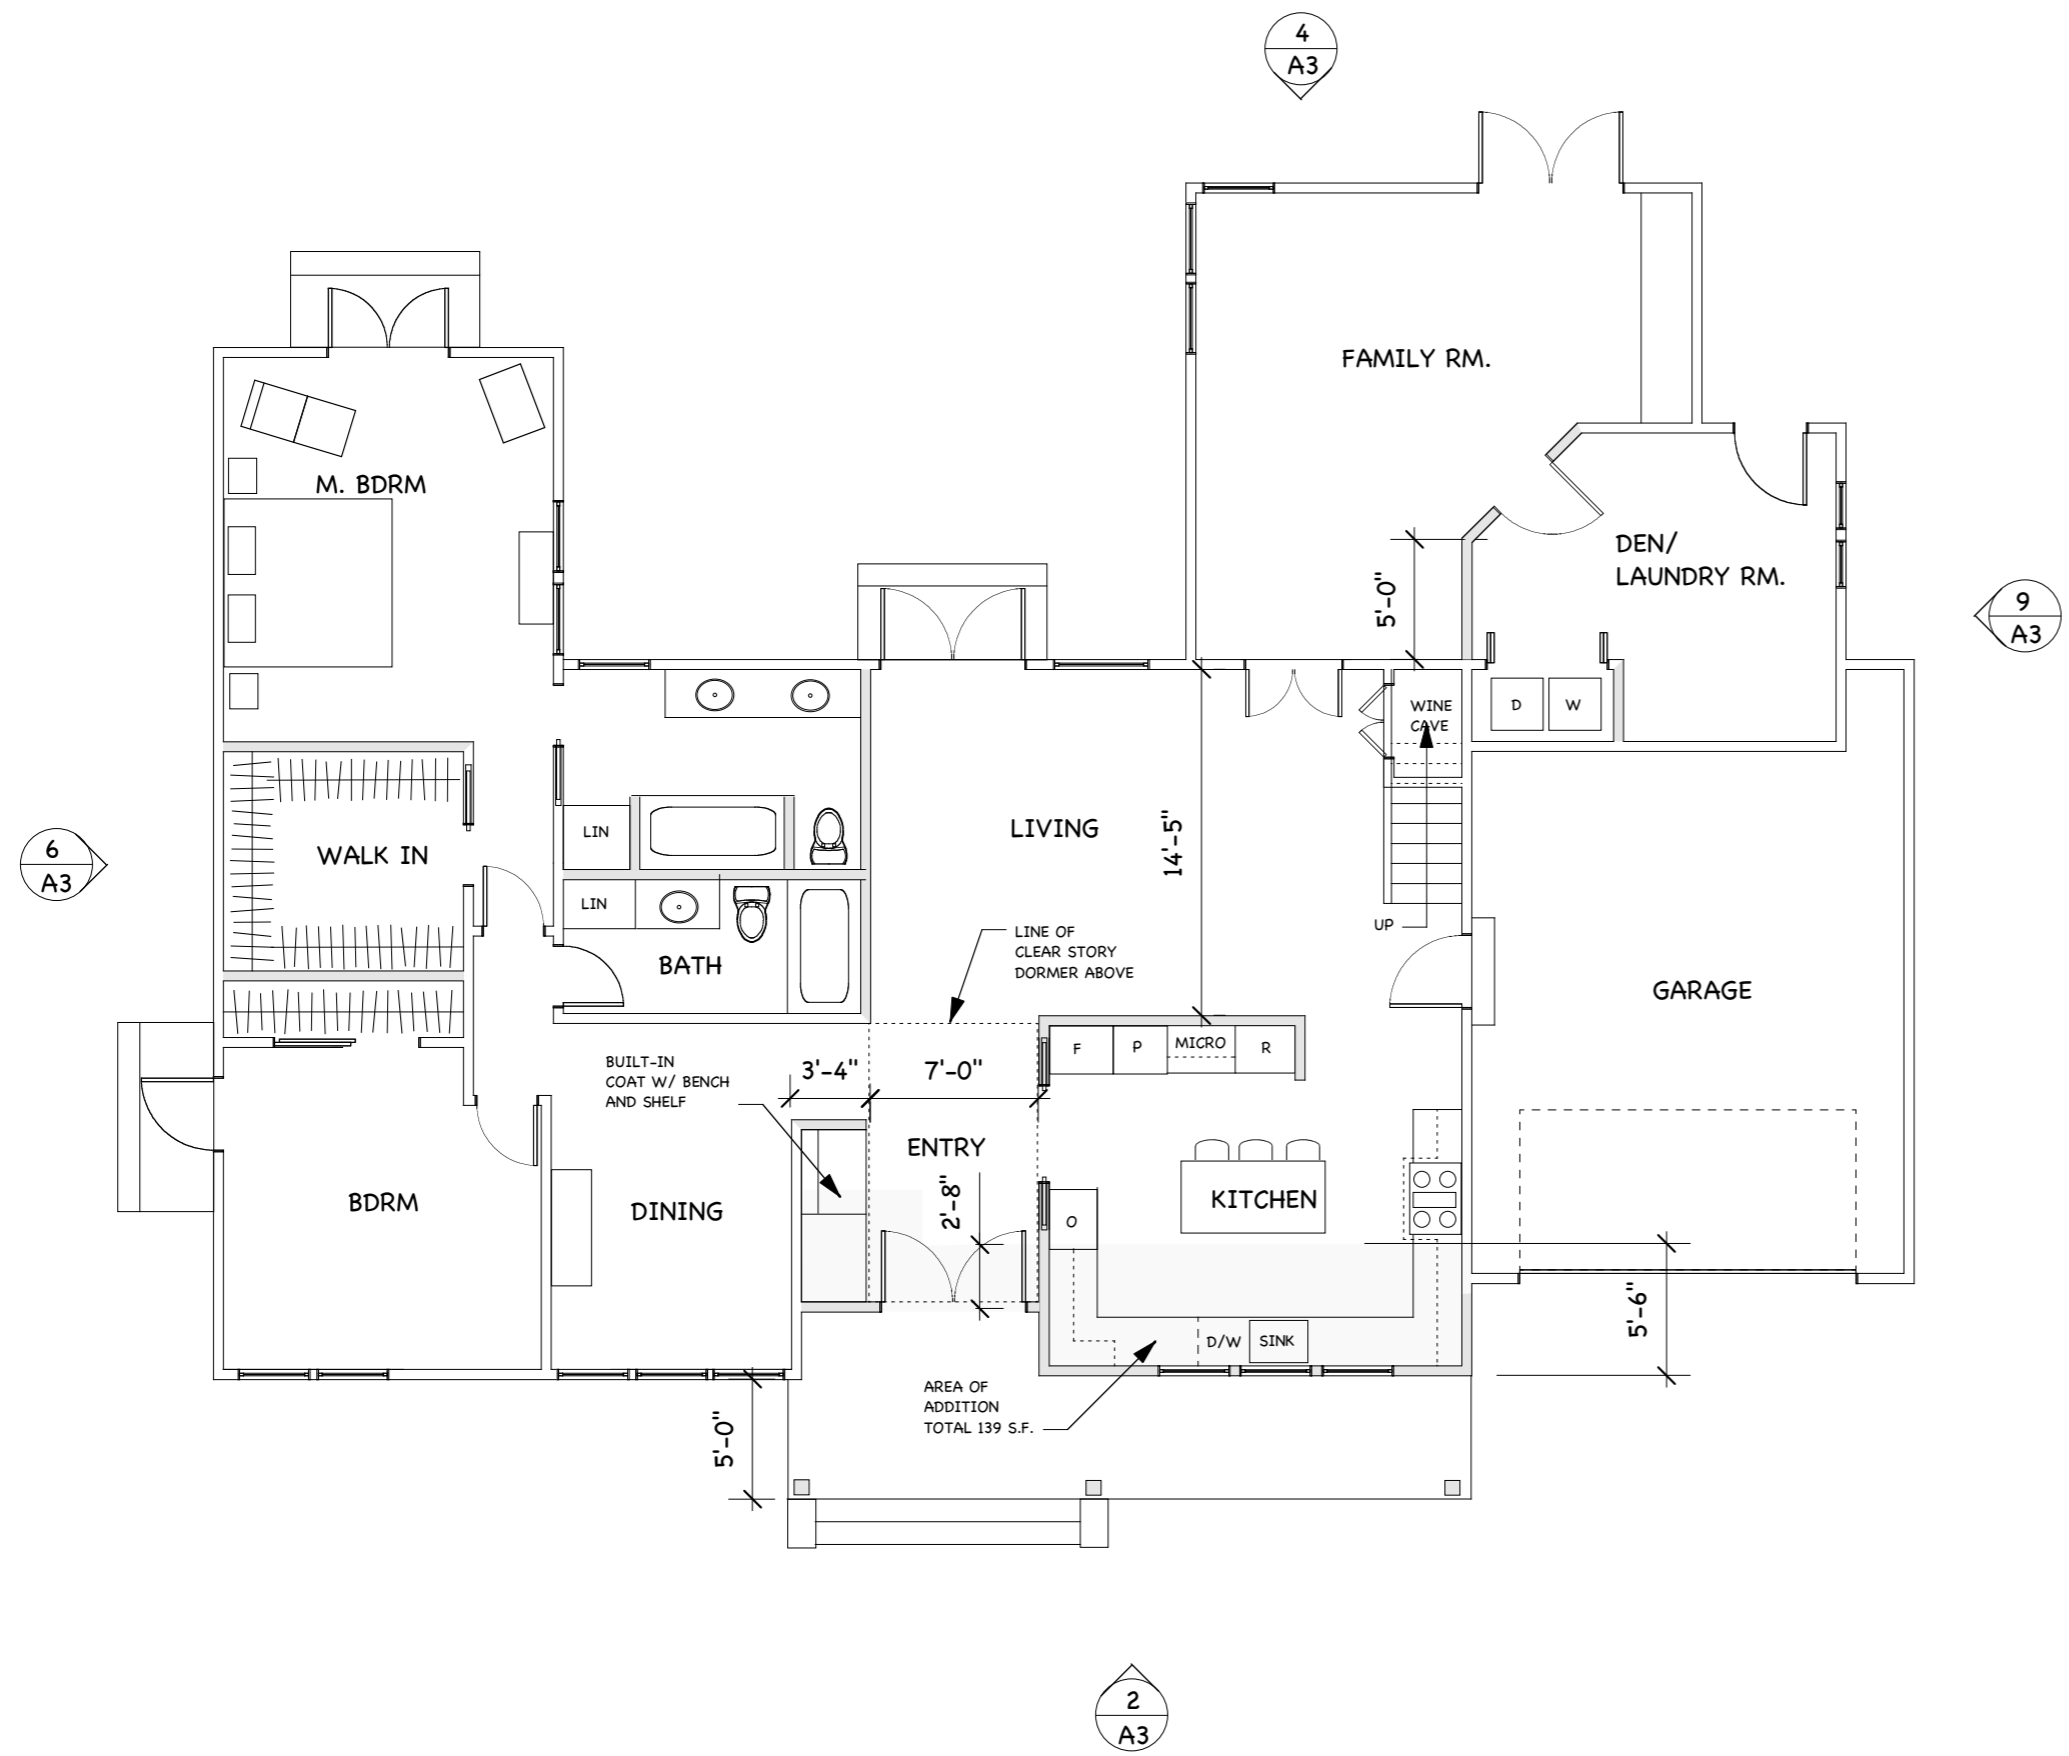 4
A3
FAMILY RM.
M. BDRM
DEN/
LAUNDRY RM.
5'-0"
9
A3
WINE
CAVE
D
W
LIVING
14'-5"
6
A3
WALK IN
LIN
LIN
BATH
UP
LINE OF
CLEAR STORY
DORMER ABOVE
GARAGE
BUILT-IN
COAT W/ BENCH
AND SHELF
3'-4"
7'-0"
F
P
MICRO
R
ENTRY
2'-8"
BDRM
DINING
KITCHEN
O
D/W
SINK
5'-6"
AREA OF
ADDITION
TOTAL 139 S.F.
5'-0"
2
A3